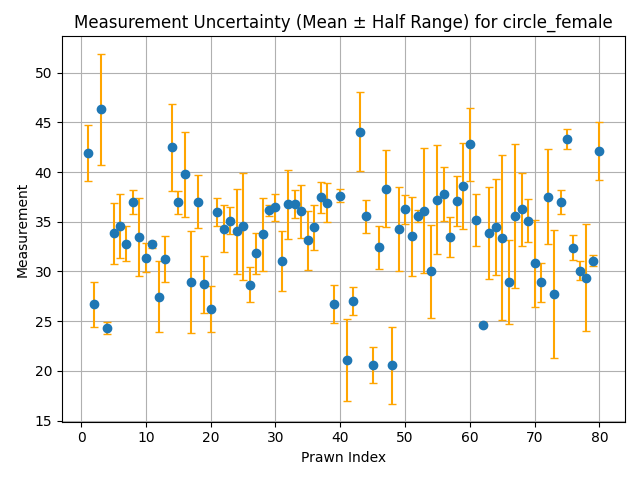 Measurement Uncertainty (Mean ± Half Range) for circle_female
Measurement
50
45
40
35
30
25
20
15
0 10 20 30 40 50 60 70 80
Prawn Index